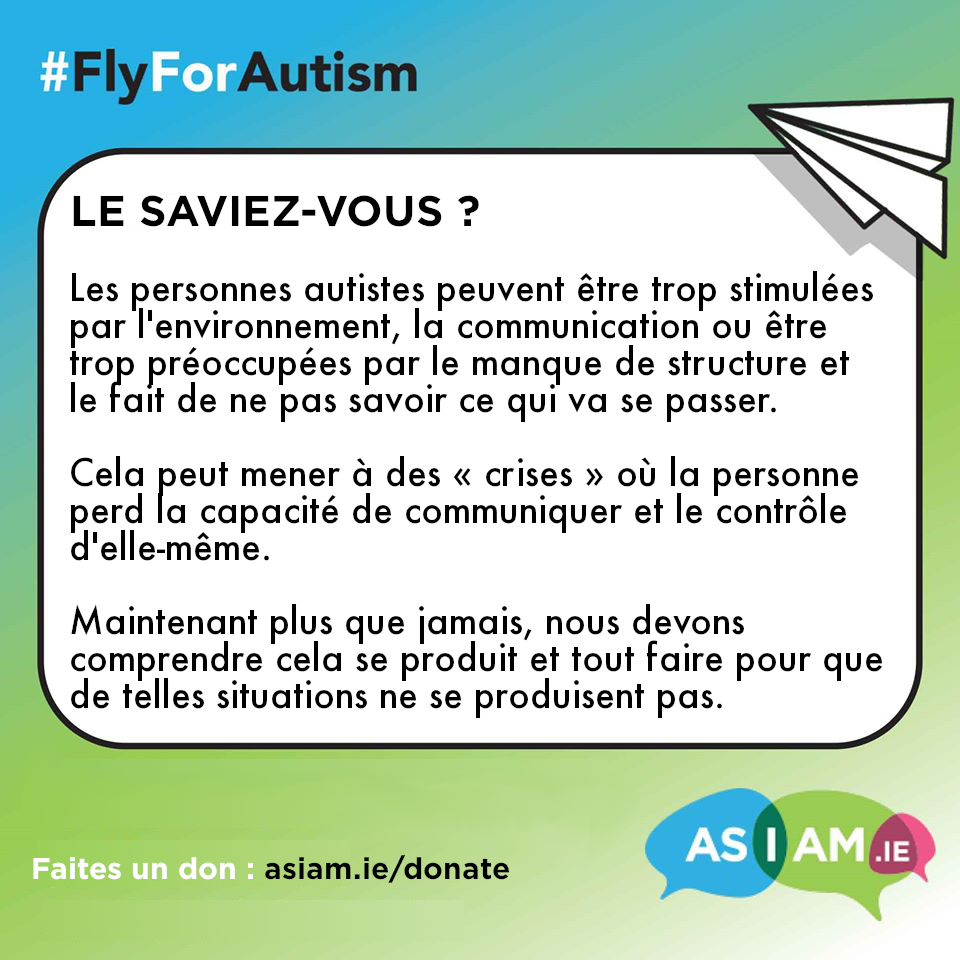 #FlyForAutism
LE SAVIEZ-VOUS ?
Les personnes autistes peuvent être trop stimulées
par l'environnement, la communication ou être
trop préoccupées par le manque de structure et
le fait de ne pas savoir ce qui va se passer.
Cela peut mener à des « crises » où la personne
perd la capacité de communiquer et le contrôle
d'elle-même.
Maintenant plus que jamais, nous devons
comprendre cela se produit et tout faire pour que
de telles situations ne se produisent pas.
Faites un don : asiam.ie/donate
AS I AM.IE